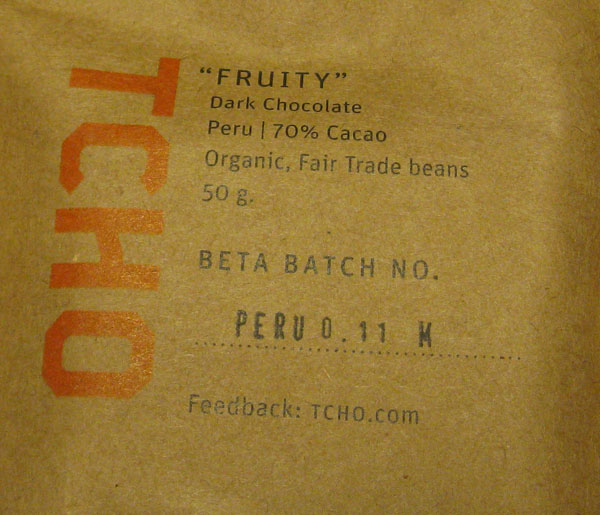 TCHO
“FRUITY”
Dark Chocolate
Peru | 70% Cacao
Organic, Fair Trade beans
50 g.
BETA BATCH NO.
PERU 0.11 M
Feedback: TCHO.com